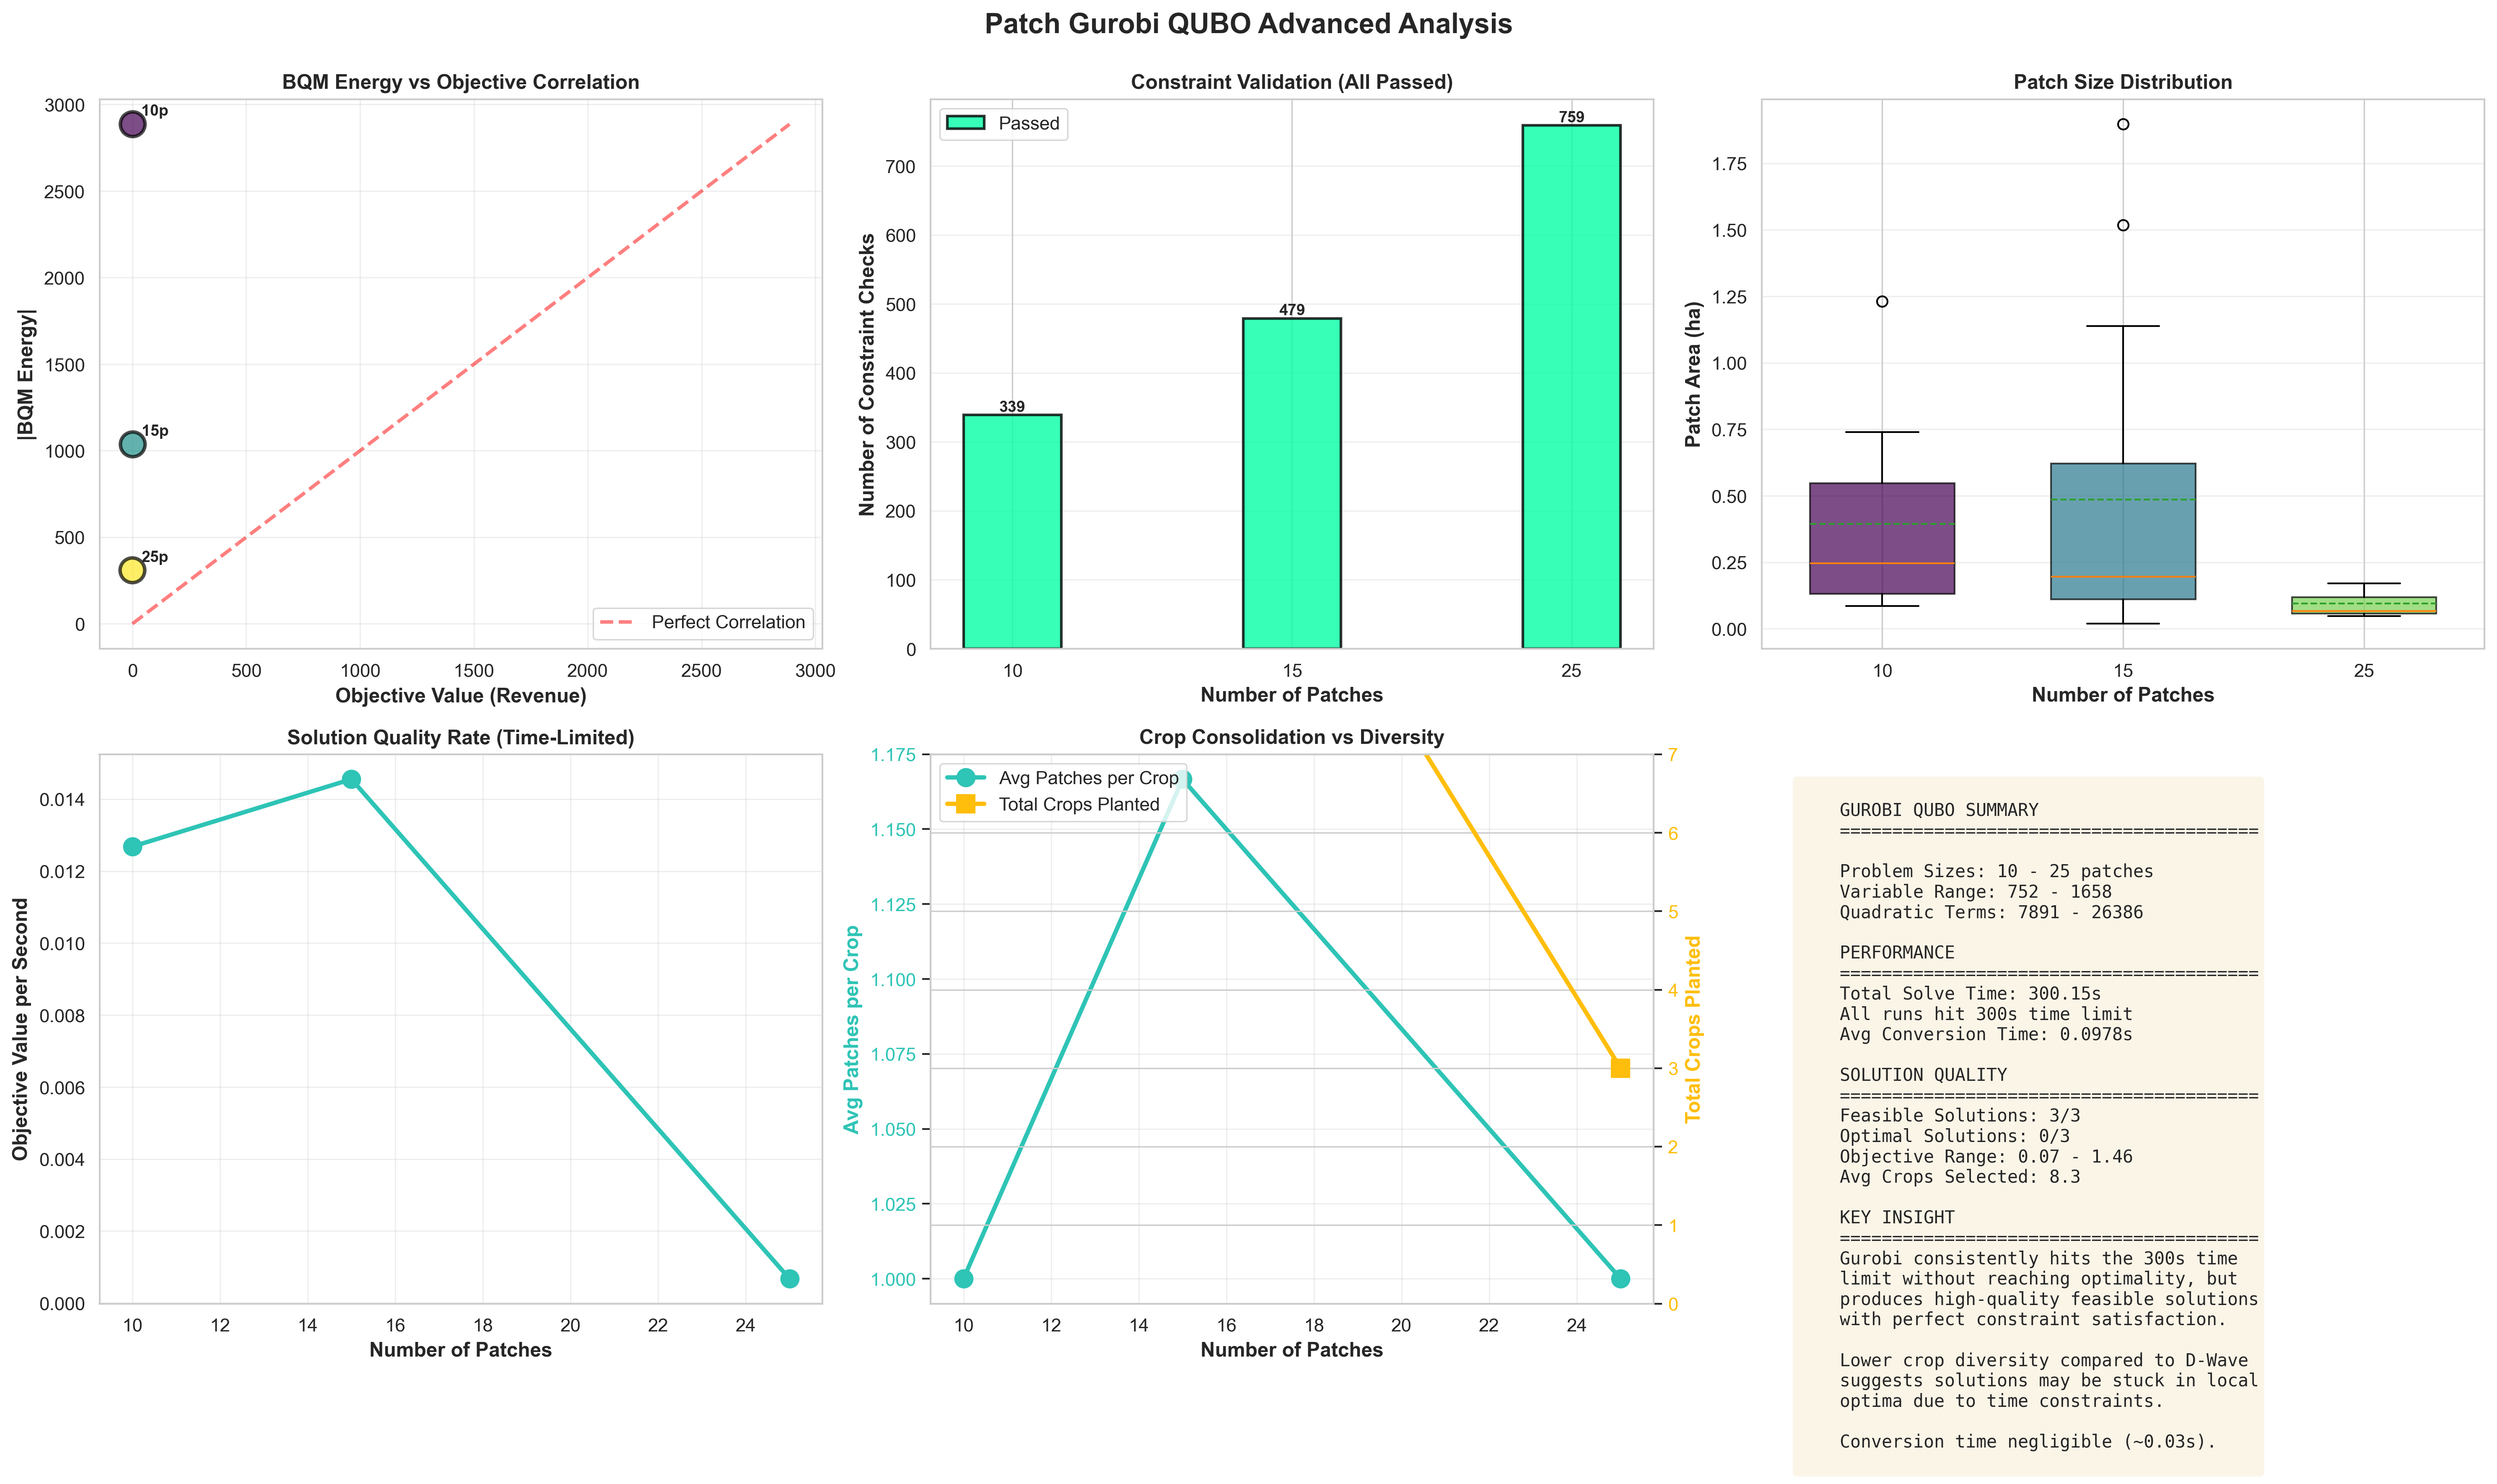 Patch Gurobi QUBO Advanced Analysis
BQM Energy vs Objective Correlation
|BQM Energy|
3000
2500
2000
1500
1000
500
0
10p
15p
25p
Perfect Correlation
0 500 1000 1500 2000 2500 3000
Objective Value (Revenue)
Constraint Validation (All Passed)
Number of Constraint Checks
Passed
700
600
500
400
300
200
100
0
339
479
759
10 15 25
Number of Patches
Patch Size Distribution
Patch Area (ha)
1.75
1.50
1.25
1.00
0.75
0.50
0.25
0.00
10 15 25
Number of Patches
Solution Quality Rate (Time-Limited)
Objective Value per Second
0.014
0.012
0.010
0.008
0.006
0.004
0.002
0.000
10 12 14 16 18 20 22 24
Number of Patches
Crop Consolidation vs Diversity
Avg Patches per Crop
1.175
1.150
1.125
1.100
1.075
1.050
1.025
1.000
Avg Patches per Crop
Total Crops Planted
7
6
5
4
3
2
1
0
Total Crops Planted
10 12 14 16 18 20 22 24
Number of Patches
GUROBI QUBO SUMMARY
========================================
Problem Sizes: 10 - 25 patches
Variable Range: 752 - 1658
Quadratic Terms: 7891 - 26386
PERFORMANCE
========================================
Total Solve Time: 300.15s
All runs hit 300s time limit
Avg Conversion Time: 0.0978s
SOLUTION QUALITY
========================================
Feasible Solutions: 3/3
Optimal Solutions: 0/3
Objective Range: 0.07 - 1.46
Avg Crops Selected: 8.3
KEY INSIGHT
========================================
Gurobi consistently hits the 300s time
limit without reaching optimality, but
produces high-quality feasible solutions
with perfect constraint satisfaction.
Lower crop diversity compared to D-Wave
suggests solutions may be stuck in local
optima due to time constraints.
Conversion time negligible (~0.03s).